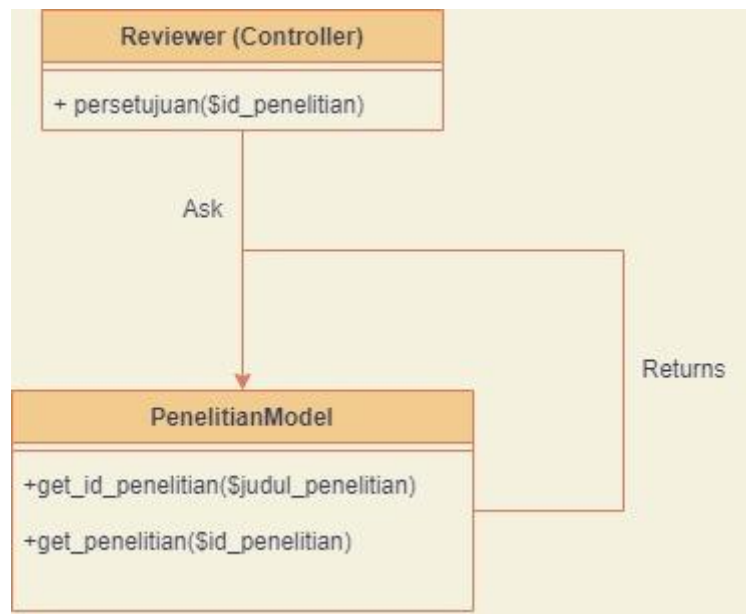 Reviewer (Controller)
+ persetujuan($id_penelitian)
Ask
Returns
PenelitianModel
+get_id_penelitian($judul_penelitian)
+get_penelitian($id_penelitian)